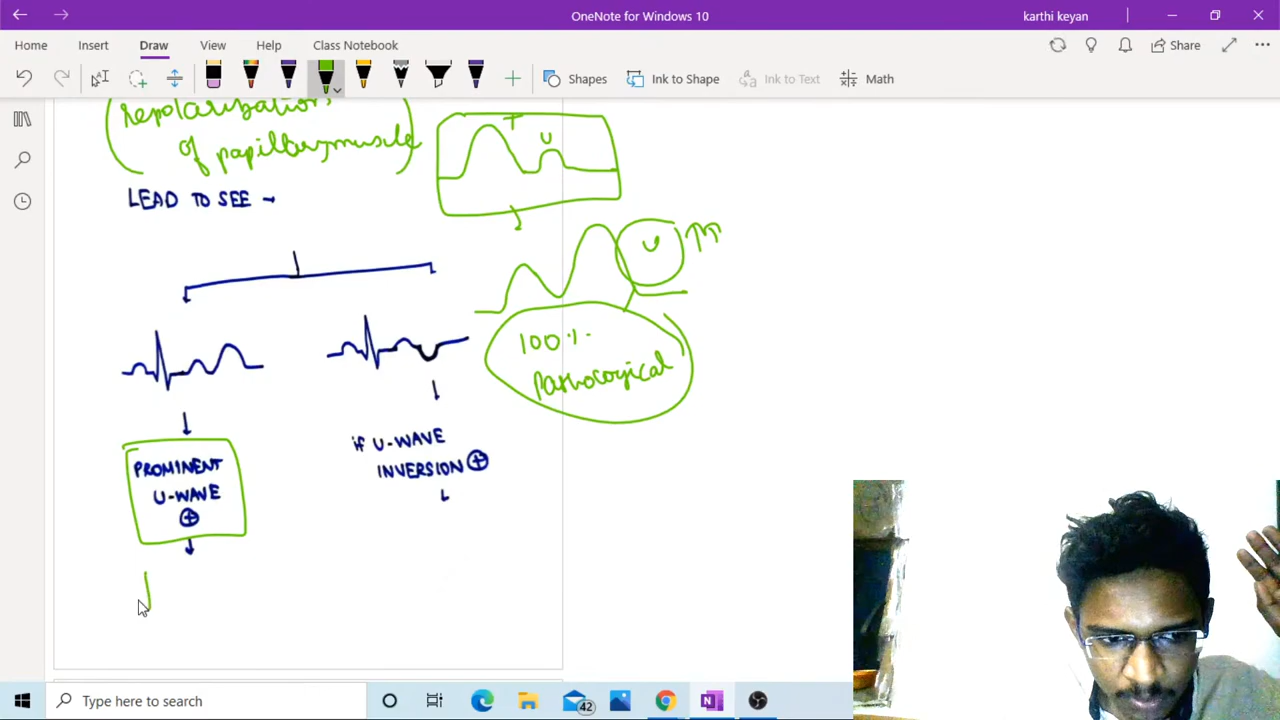 OneNote for Windows 10
karthi keyan
Home Insert Draw View Help Class Notebook
Share
Shapes Ink to Shape Ink to Text Math
(repolarization
of papillary muscle)
T
U
LEAD TO SEE →
U ↑↑
100%
Pathological
PROMINENT
U-WAVE
⊕
if U-WAVE
INVERSION ⊕
Type here to search
42